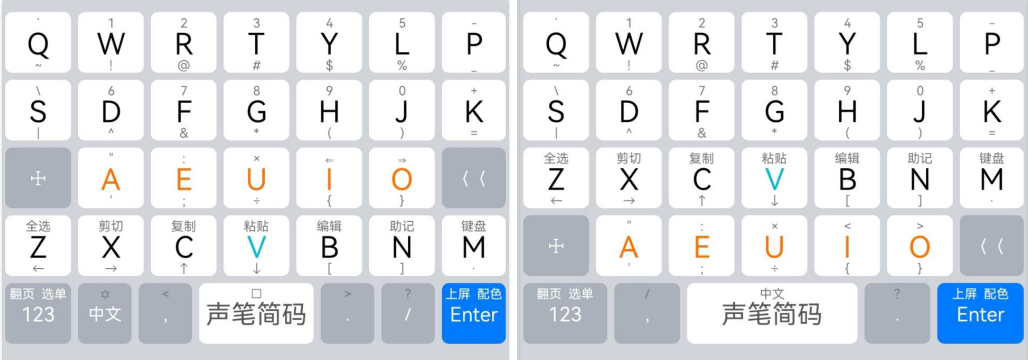 ` 1 2 3 4 5 -
Q W R T Y L P
~ ! @ # $ % _
\ 6 7 8 9 0 +
S D F G H J K
| ^ & * ( ) =
" : × ⇐ ⇒
A E U I O 〈〈
' ; ÷ { }
全选 剪切 复制 粘贴 编辑 助记 键盘
Z X C V B N M
← → ↑ ↓ [ ] ·
翻页 选单 ✡ < □ > ? 上屏 配色
123 中文 , 声笔简码 . / Enter
` 1 2 3 4 5 -
Q W R T Y L P
~ ! @ # $ % _
\ 6 7 8 9 0 +
S D F G H J K
| ^ & * ( ) =
全选 剪切 复制 粘贴 编辑 助记 键盘
Z X C V B N M
← → ↑ ↓ [ ] ·
" : × < >
A E U I O 〈〈
' ; ÷ { }
翻页 选单 / 中文 ? 上屏 配色
123 , 声笔简码 . Enter